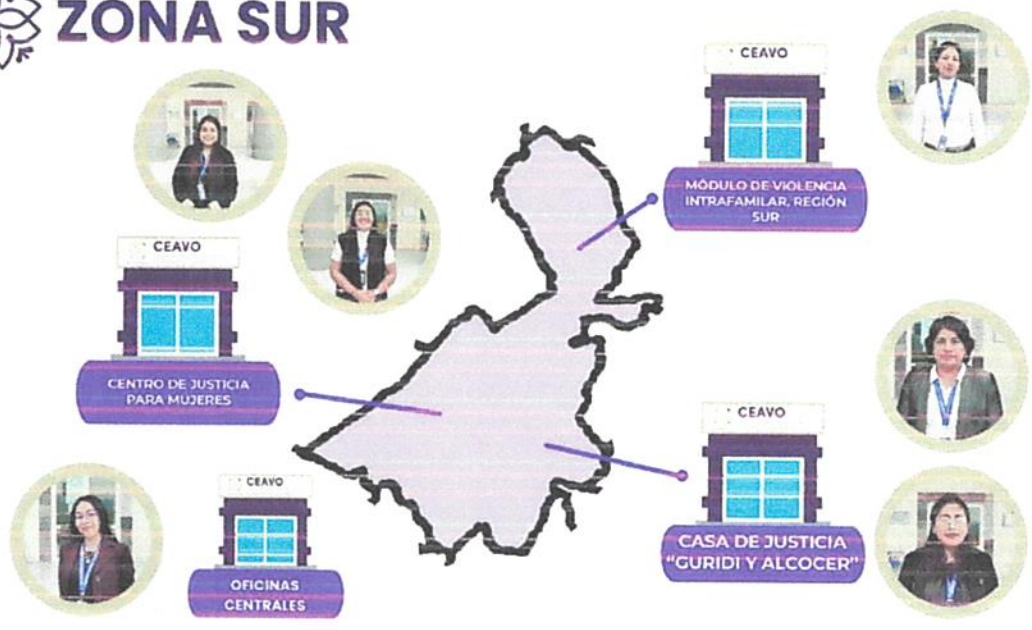 ZONA SUR
CEAVO
MÓDULO DE VIOLENCIA
INTRAFAMILAR, REGIÓN
SUR
CEAVO
CENTRO DE JUSTICIA
PARA MUJERES
CEAVO
CASA DE JUSTICIA
"GURIDI Y ALCOCER"
CEAVO
OFICINAS
CENTRALES